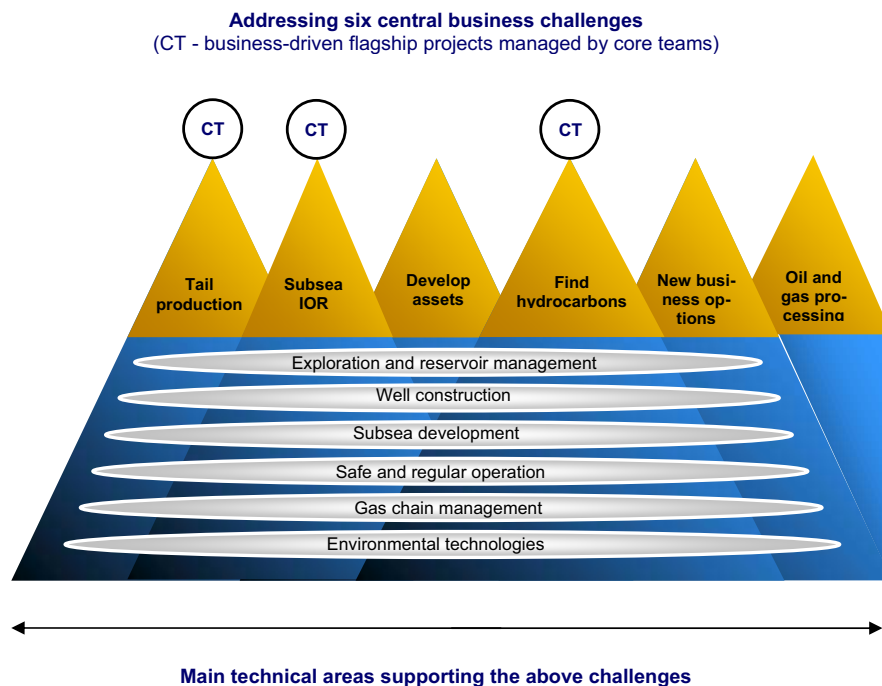 Addressing six central business challenges
(CT - business-driven flagship projects managed by core teams)
CT
CT
CT
Tail
production
Subsea
IOR
Develop
assets
Find
hydrocarbons
New busi-
ness op-
tions
Oil and
gas pro-
cessing
Exploration and reservoir management
Well construction
Subsea development
Safe and regular operation
Gas chain management
Environmental technologies
Main technical areas supporting the above challenges